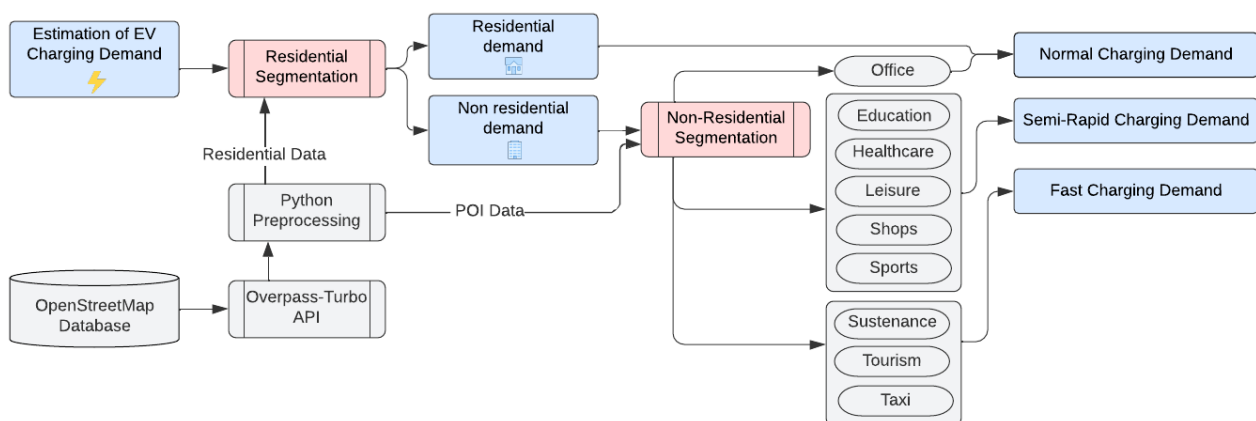 Estimation of EV
Charging Demand
Residential
Segmentation
Residential
demand
Non residential
demand
Residential Data
Python
Preprocessing
POI Data
OpenStreetMap
Database
Overpass-Turbo
API
Non-Residential
Segmentation
Office
Education
Healthcare
Leisure
Shops
Sports
Sustenance
Tourism
Taxi
Normal Charging Demand
Semi-Rapid Charging Demand
Fast Charging Demand